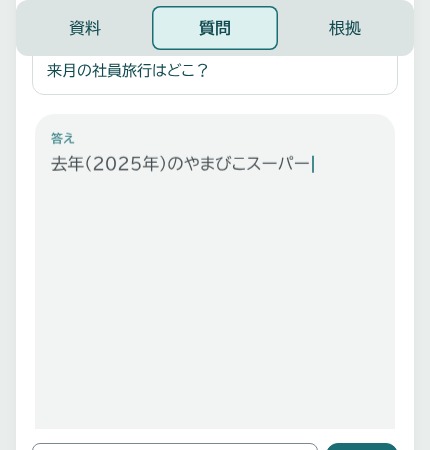 資料
質問
根拠
来月の社員旅行はどこ？
答え
去年（2025年）のやまびこスーパー